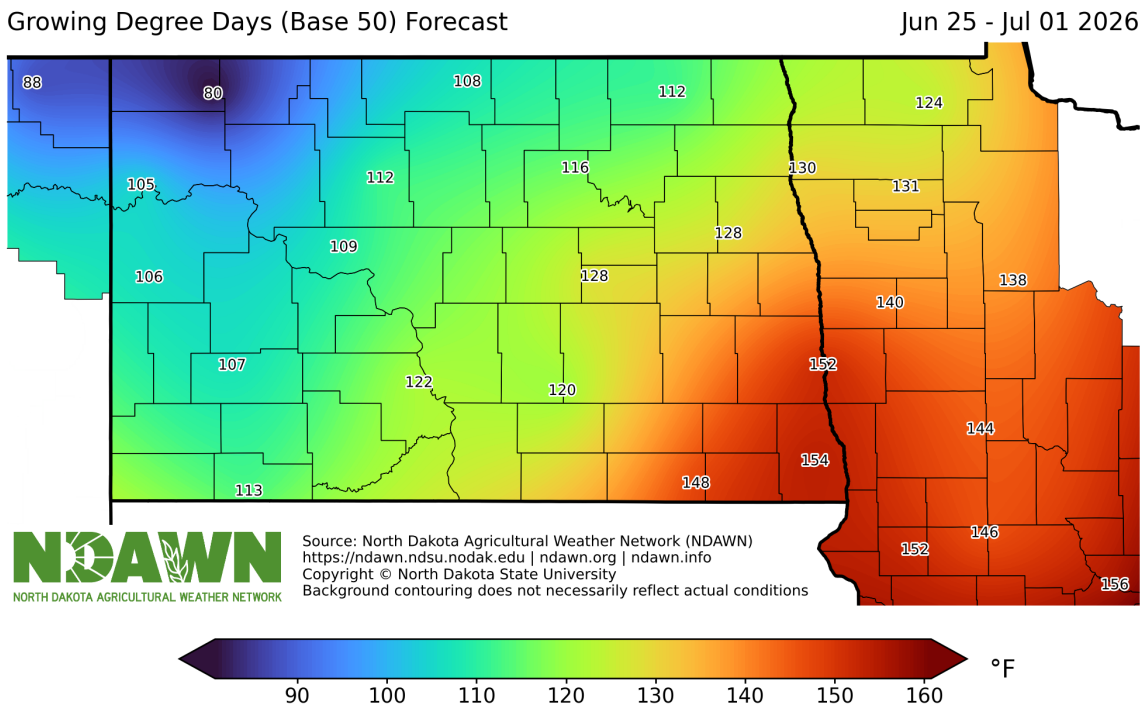 Growing Degree Days (Base 50) Forecast
Jun 25 - Jul 01 2026
88
80
108
112
124
105
112
116
130
131
109
128
106
128
138
140
107
152
122
120
144
154
113
148
146
152
156
NDAWN
NORTH DAKOTA AGRICULTURAL WEATHER NETWORK
Source: North Dakota Agricultural Weather Network (NDAWN)
https://ndawn.ndsu.nodak.edu | ndawn.org | ndawn.info
Copyright © North Dakota State University
Background contouring does not necessarily reflect actual conditions
90 100 110 120 130 140 150 160
°F